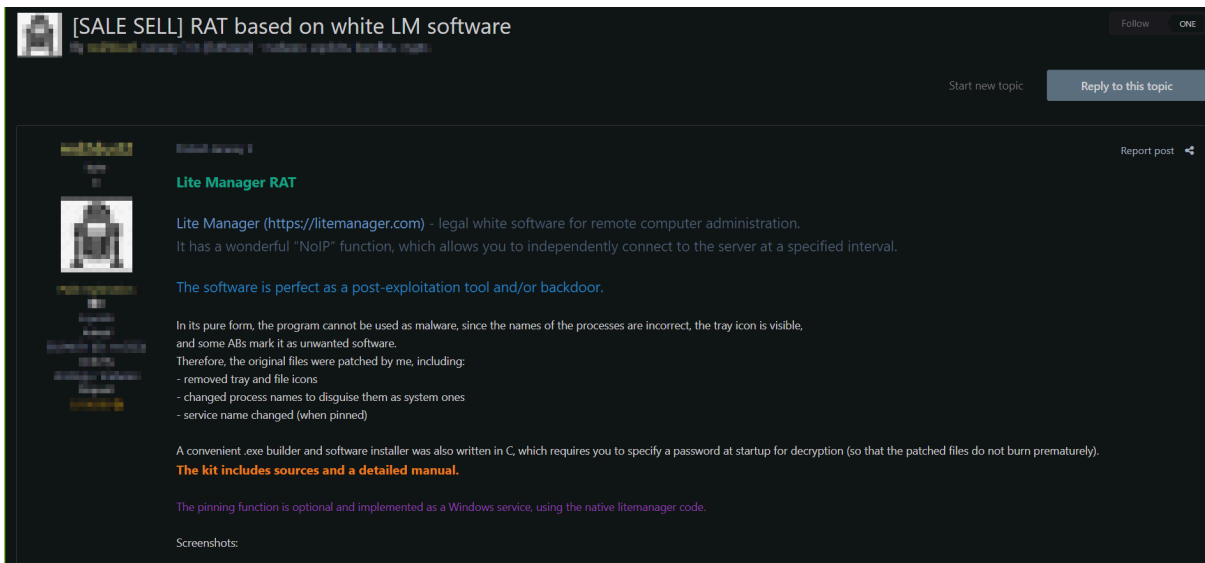 [SALE SELL] RAT based on white LM software
Follow
ONE
Start new topic
Reply to this topic
Report post
Lite Manager RAT
Lite Manager (https://litemanager.com) - legal white software for remote computer administration.
It has a wonderful "NoIP" function, which allows you to independently connect to the server at a specified interval.
The software is perfect as a post-exploitation tool and/or backdoor.
In its pure form, the program cannot be used as malware, since the names of the processes are incorrect, the tray icon is visible,
and some ABs mark it as unwanted software.
Therefore, the original files were patched by me, including:
- removed tray and file icons
- changed process names to disguise them as system ones
- service name changed (when pinned)
A convenient .exe builder and software installer was also written in C, which requires you to specify a password at startup for decryption (so that the patched files do not burn prematurely).
The kit includes sources and a detailed manual.
The pinning function is optional and implemented as a Windows service, using the native litemanager code.
Screenshots: